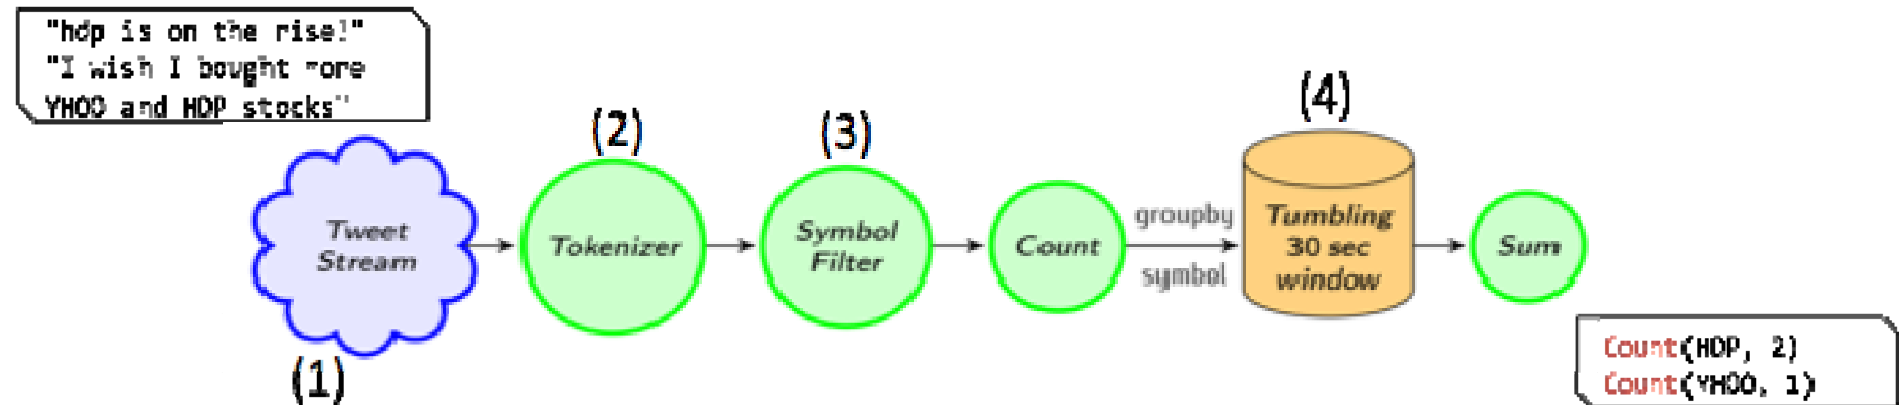 "hdp is on the rise!"
"I wish I bought more
YHOO and HDP stocks"
(1)
Tweet
Stream
(2)
Tokenizer
(3)
Symbol
Filter
Count
groupby
symbol
(4)
Tumbling
30 sec
window
Sum
Count(HDP, 2)
Count(YHOO, 1)